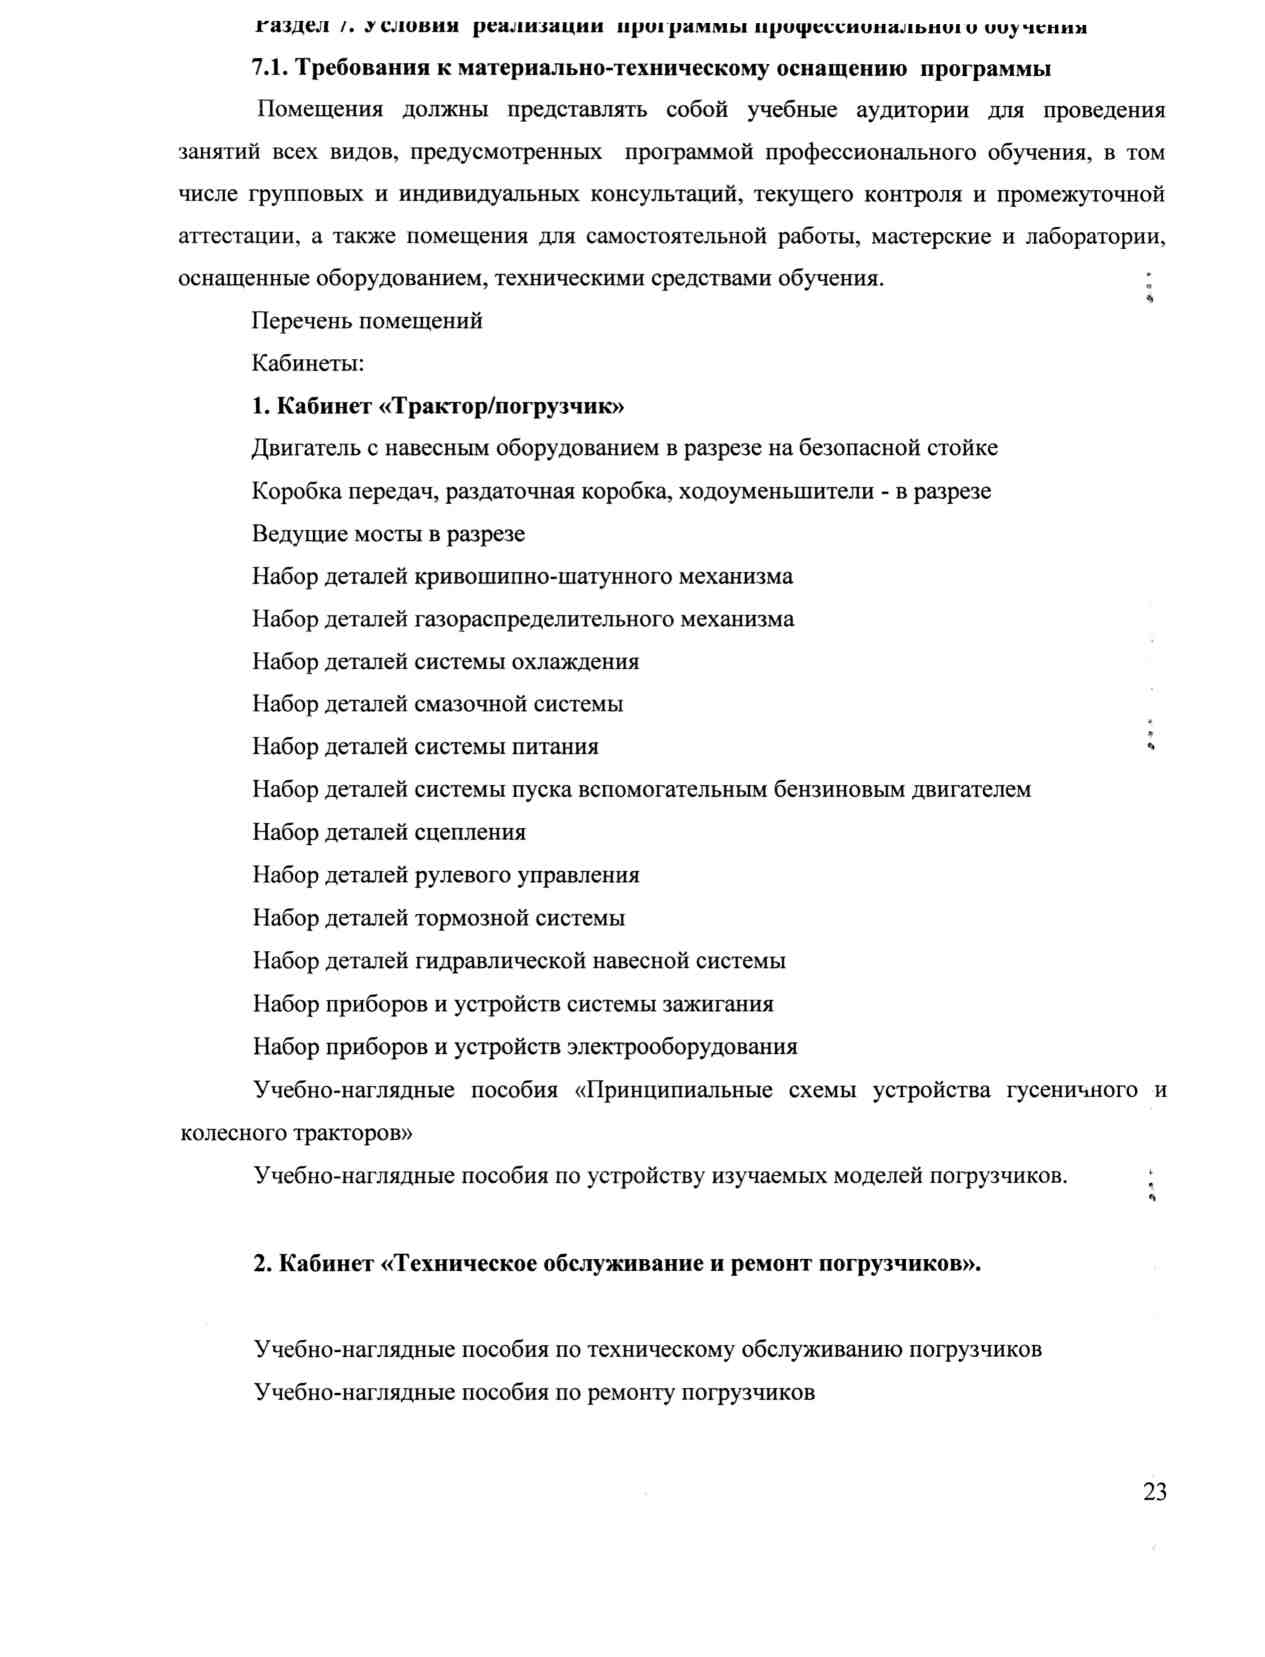 Раздел 7. Условия реализации программы профессионального обучения
7.1. Требования к материально-техническому оснащению программы
Помещения должны представлять собой учебные аудитории для проведения
занятий всех видов, предусмотренных программой профессионального обучения, в том
числе групповых и индивидуальных консультаций, текущего контроля и промежуточной
аттестации, а также помещения для самостоятельной работы, мастерские и лаборатории,
оснащенные оборудованием, техническими средствами обучения.
Перечень помещений
Кабинеты:
1. Кабинет «Трактор/погрузчик»
Двигатель с навесным оборудованием в разрезе на безопасной стойке
Коробка передач, раздаточная коробка, ходоуменьшители - в разрезе
Ведущие мосты в разрезе
Набор деталей кривошипно-шатунного механизма
Набор деталей газораспределительного механизма
Набор деталей системы охлаждения
Набор деталей смазочной системы
Набор деталей системы питания
Набор деталей системы пуска вспомогательным бензиновым двигателем
Набор деталей сцепления
Набор деталей рулевого управления
Набор деталей тормозной системы
Набор деталей гидравлической навесной системы
Набор приборов и устройств системы зажигания
Набор приборов и устройств электрооборудования
Учебно-наглядные пособия «Принципиальные схемы устройства гусеничного и
колесного тракторов»
Учебно-наглядные пособия по устройству изучаемых моделей погрузчиков.
2. Кабинет «Техническое обслуживание и ремонт погрузчиков».
Учебно-наглядные пособия по техническому обслуживанию погрузчиков
Учебно-наглядные пособия по ремонту погрузчиков
23